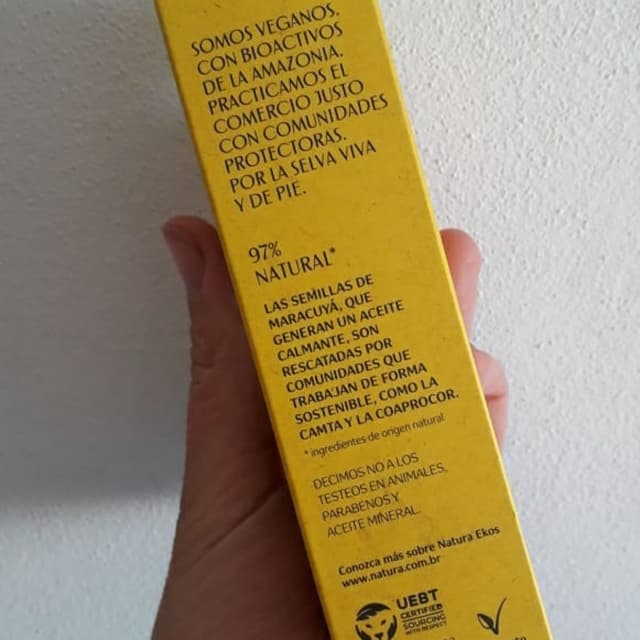 SOMOS VEGANOS,
CON BIOACTIVOS
DE LA AMAZONIA.
PRACTICAMOS EL
COMERCIO JUSTO
CON COMUNIDADES
PROTECTORAS.
POR LA SELVA VIVA
Y DE PIE.
97%
NATURAL*
LAS SEMILLAS DE
MARACUYÁ, QUE
GENERAN UN ACEITE
CALMANTE, SON
RESCATADAS POR
COMUNIDADES QUE
TRABAJAN DE FORMA
SOSTENIBLE, COMO LA
CAMTA Y LA COAPROCOR.
* ingredientes de origen natural
DECIMOS NO A LOS
TESTEOS EN ANIMALES,
PARABENOS Y
ACEITE MINERAL.
Conozca más sobre Natura Ekos
www.natura.com.br
UEBT
CERTIFIED
SOURCING
WITH RESPECT